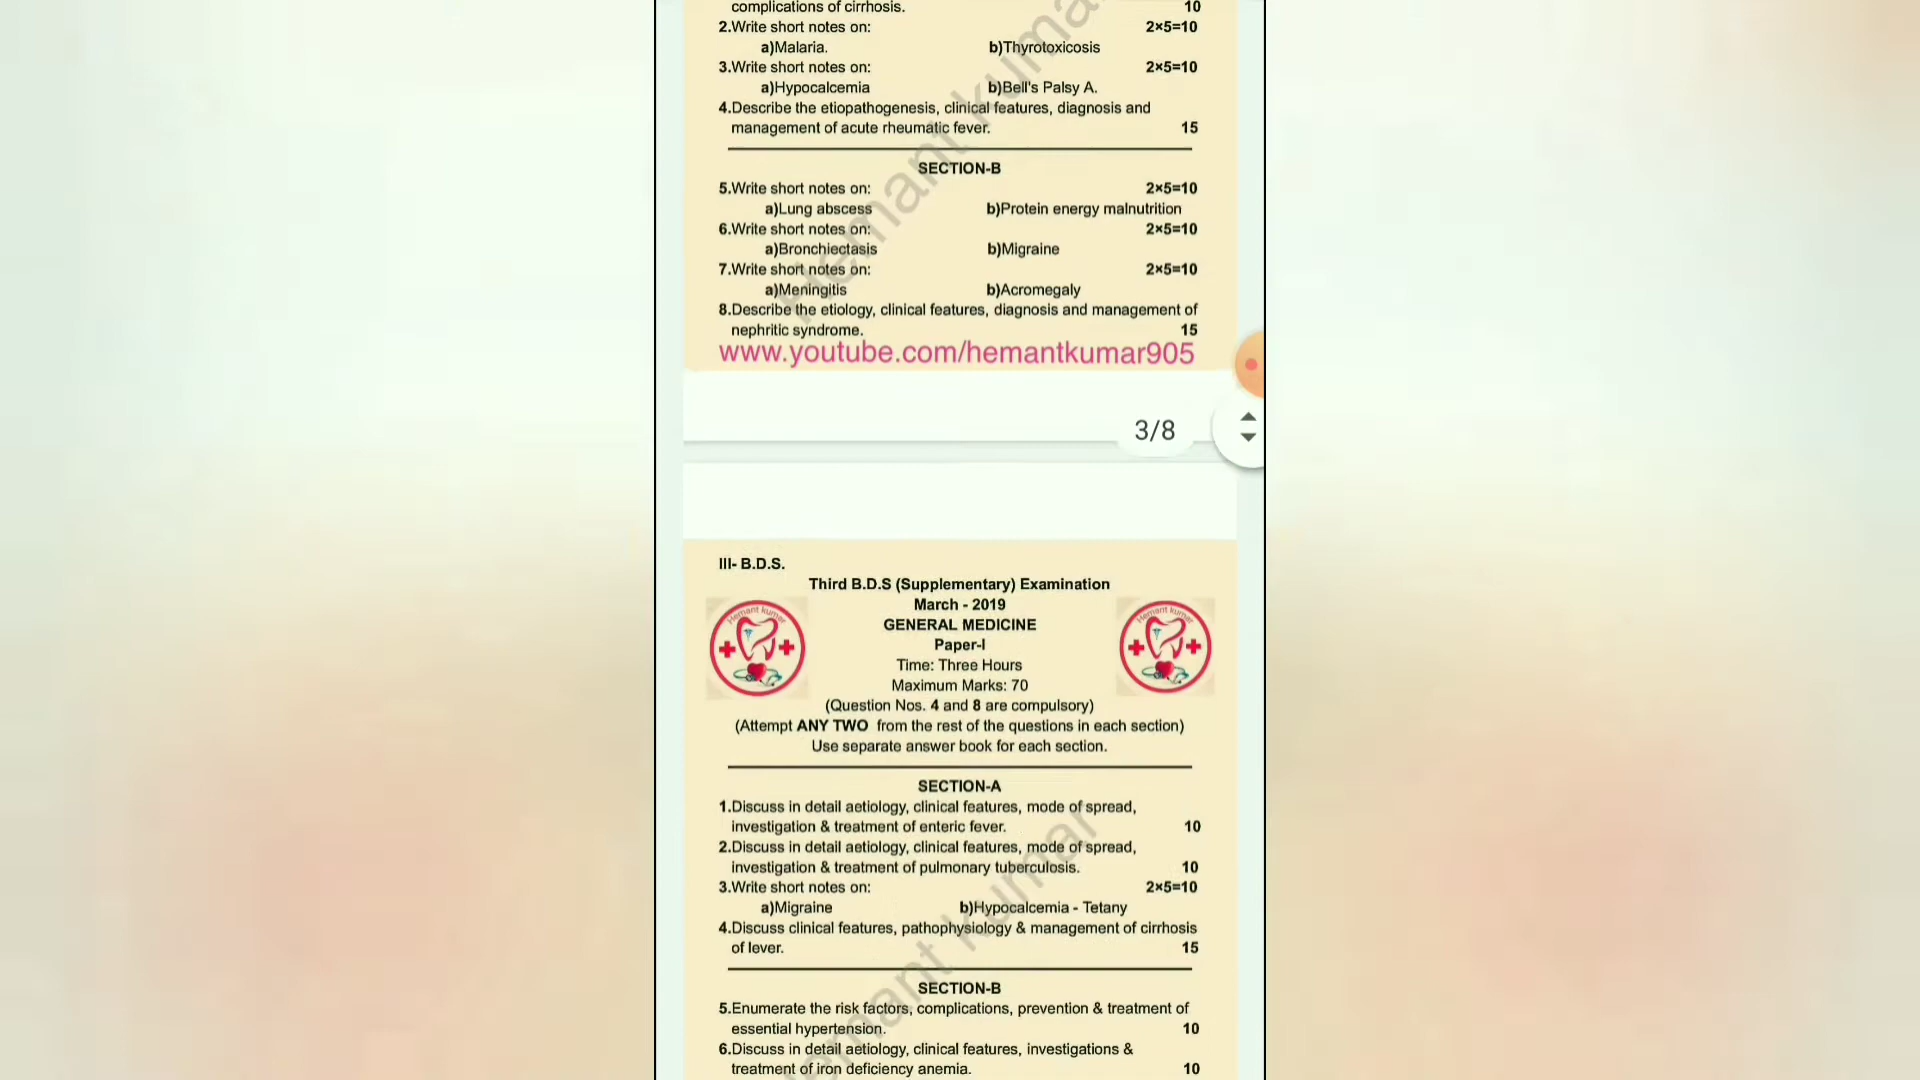 complications of cirrhosis. 10
2.Write short notes on: 2×5=10
a)Malaria. b)Thyrotoxicosis
3.Write short notes on: 2×5=10
a)Hypocalcemia b)Bell's Palsy A.
4.Describe the etiopathogenesis, clinical features, diagnosis and
management of acute rheumatic fever. 15
SECTION-B
5.Write short notes on: 2×5=10
a)Lung abscess b)Protein energy malnutrition
6.Write short notes on: 2×5=10
a)Bronchiectasis b)Migraine
7.Write short notes on: 2×5=10
a)Meningitis b)Acromegaly
8.Describe the etiology, clinical features, diagnosis and management of
nephritic syndrome. 15
www.youtube.com/hemantkumar905
Hemant kumar
3/8
III- B.D.S.
Third B.D.S (Supplementary) Examination
March - 2019
GENERAL MEDICINE
Paper-I
Time: Three Hours
Maximum Marks: 70
(Question Nos. 4 and 8 are compulsory)
(Attempt ANY TWO from the rest of the questions in each section)
Use separate answer book for each section.
Hemant kumar
Hemant kumar
SECTION-A
1.Discuss in detail aetiology, clinical features, mode of spread,
investigation & treatment of enteric fever. 10
2.Discuss in detail aetiology, clinical features, mode of spread,
investigation & treatment of pulmonary tuberculosis. 10
3.Write short notes on: 2×5=10
a)Migraine b)Hypocalcemia - Tetany
4.Discuss clinical features, pathophysiology & management of cirrhosis
of lever. 15
SECTION-B
5.Enumerate the risk factors, complications, prevention & treatment of
essential hypertension. 10
6.Discuss in detail aetiology, clinical features, investigations &
treatment of iron deficiency anemia. 10
Hemant kumar